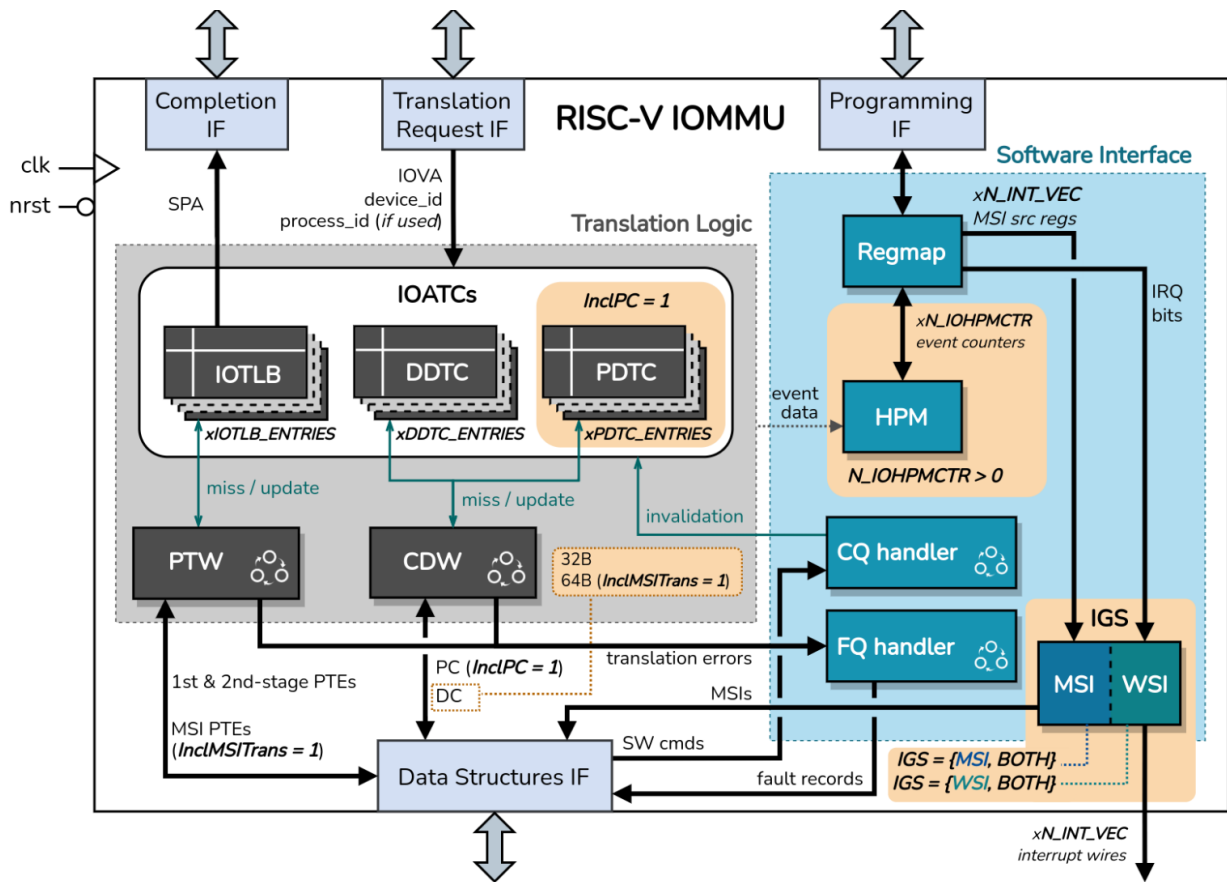 Completion
IF
Translation
Request IF
RISC-V IOMMU
Programming
IF
clk
nrst
SPA
IOVA
device_id
process_id (if used)
Software Interface
Translation Logic
xN_INT_VEC
MSI src regs
Regmap
IRQ
bits
IOATCs
InclPC = 1
IOTLB
DDTC
PDTC
xIOTLB_ENTRIES
xDDTC_ENTRIES
xPDTC_ENTRIES
xN_IOHPMCTR
event counters
event
data
HPM
N_IOHPMCTR > 0
miss / update
miss / update
invalidation
PTW
CDW
32B
64B (InclMSITrans = 1)
CQ handler
FQ handler
IGS
MSI
WSI
translation errors
PC (InclPC = 1)
DC
1st & 2nd-stage PTEs
MSI PTEs
(InclMSITrans = 1)
MSIs
Data Structures IF
SW cmds
fault records
IGS = {MSI, BOTH}
IGS = {WSI, BOTH}
xN_INT_VEC
interrupt wires